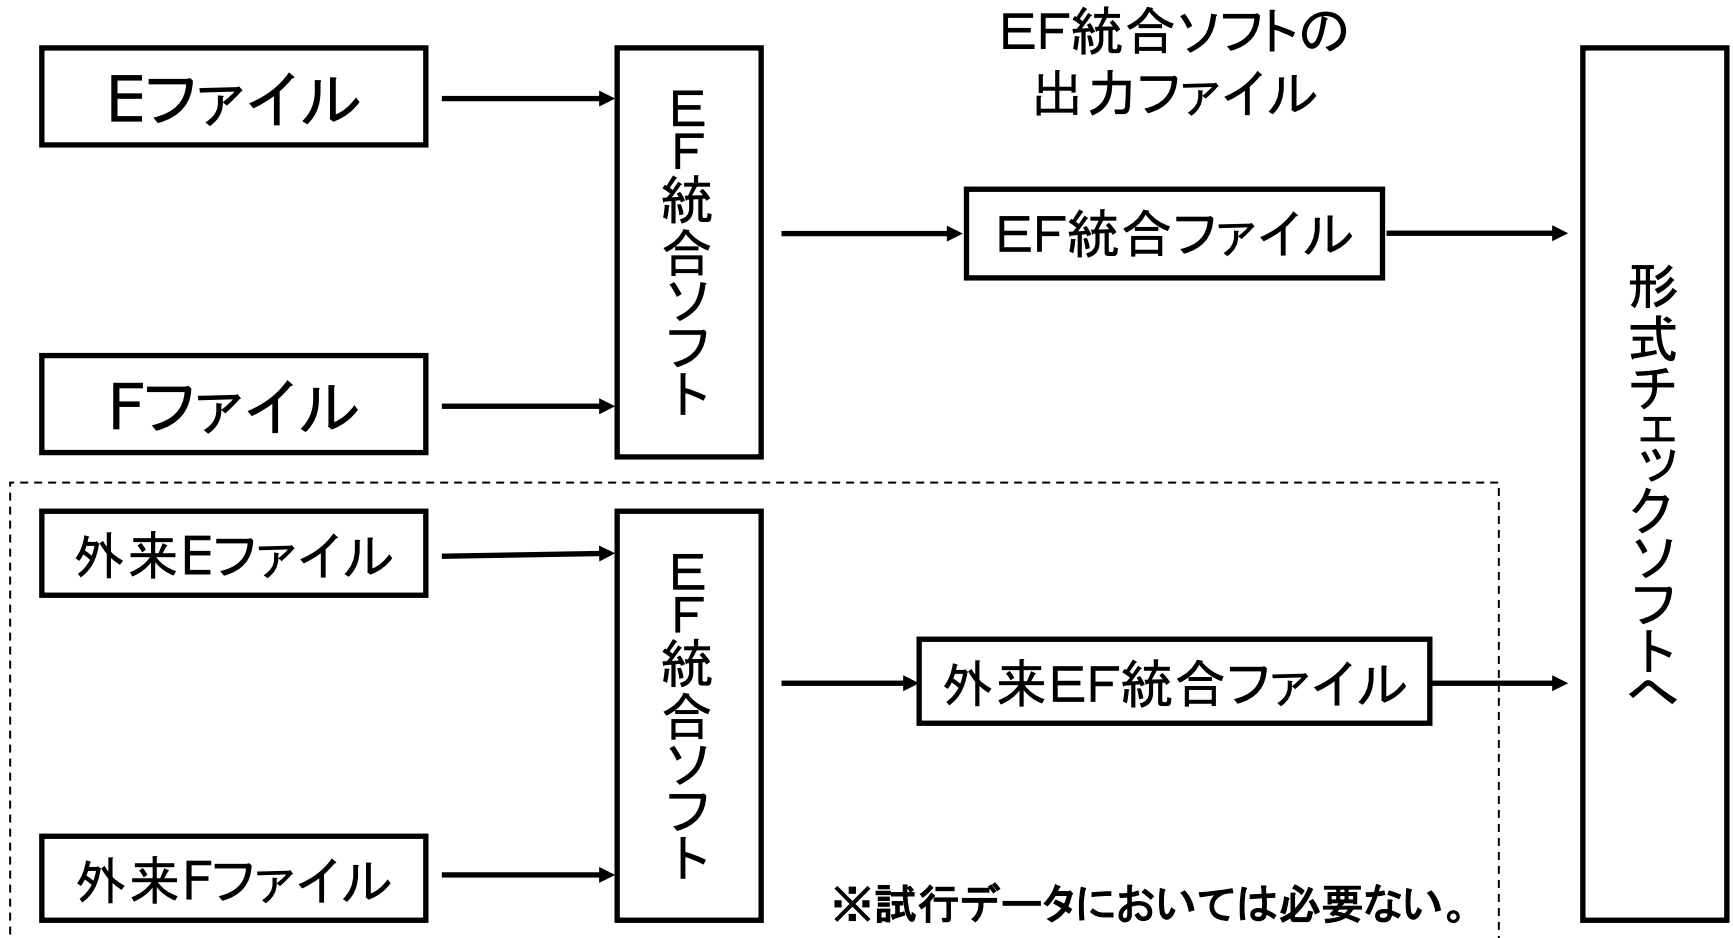 EF統合ソフトの
出力ファイル
Eファイル
Fファイル
EF統合ソフト
EF統合ファイル
外来Eファイル
外来Fファイル
EF統合ソフト
外来EF統合ファイル
形式チェックソフトへ
※試行データにおいては必要ない。